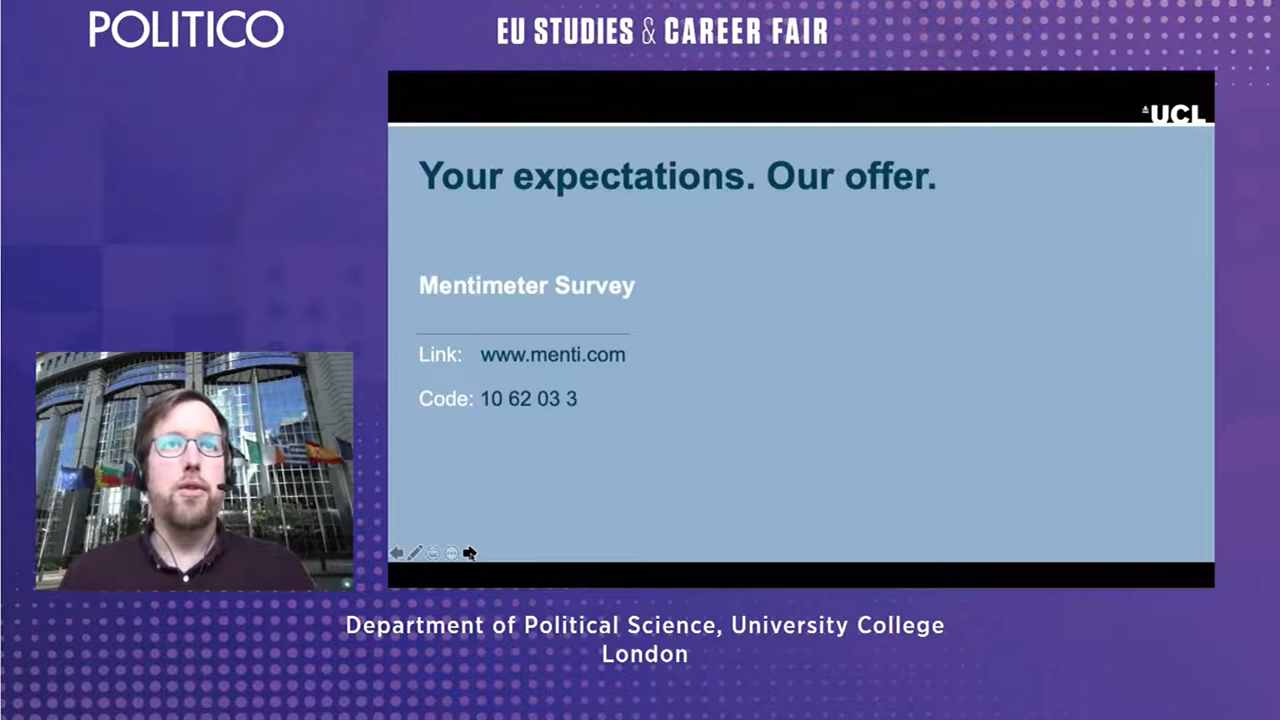 POLITICO
EU STUDIES & CAREER FAIR
UCL
Your expectations. Our offer.
Mentimeter Survey
Link: www.menti.com
Code: 10 62 03 3
Department of Political Science, University College
London